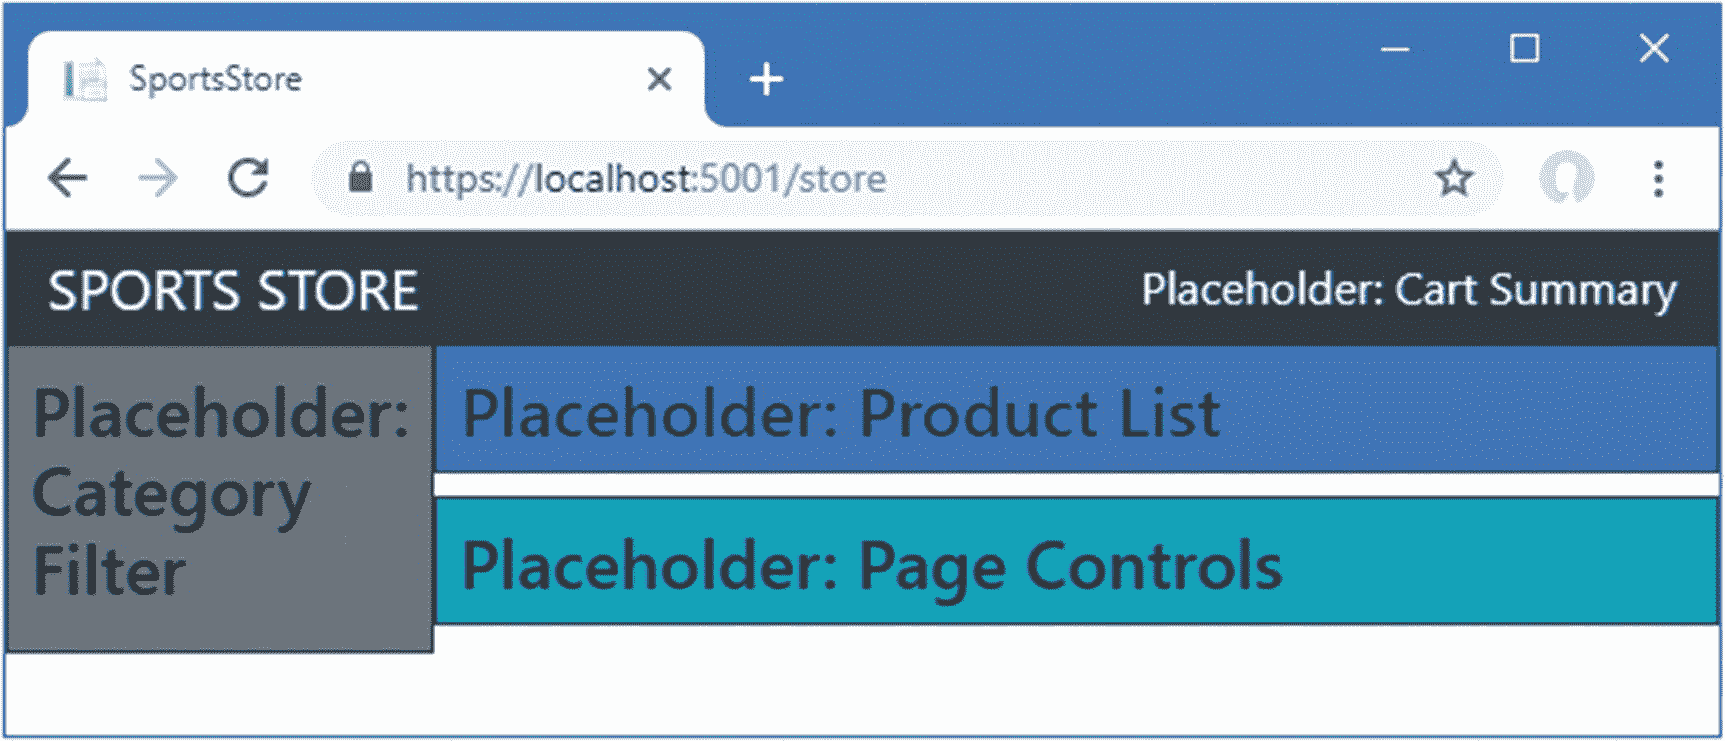 SportsStore
https://localhost:5001/store
SPORTS STORE
Placeholder: Cart Summary
Placeholder:
Category
Filter
Placeholder: Product List
Placeholder: Page Controls